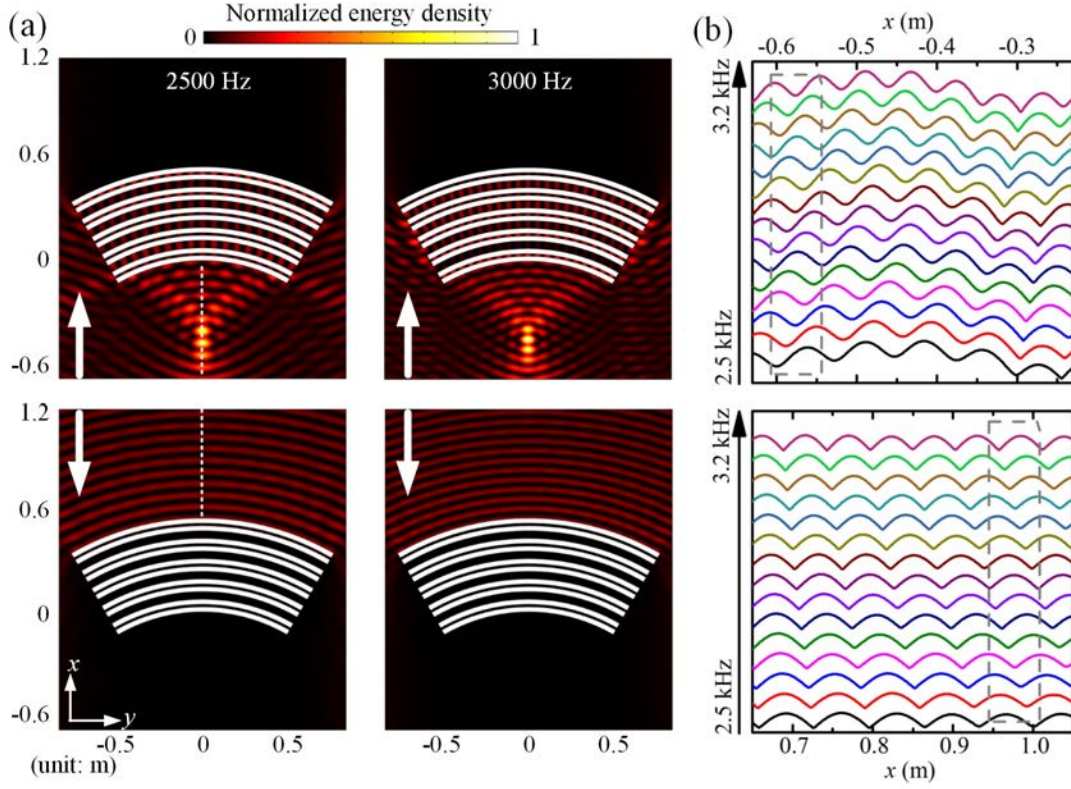 (a)
Normalized energy density
0
1
2500 Hz
3000 Hz
1.2
0.6
0
-0.6
1.2
0.6
0
-0.6
x
y
-0.5
0
0.5
-0.5
0
0.5
(unit: m)
(b)
x (m)
-0.6
-0.5
-0.4
-0.3
3.2 kHz
2.5 kHz
3.2 kHz
2.5 kHz
0.7
0.8
0.9
1.0
x (m)